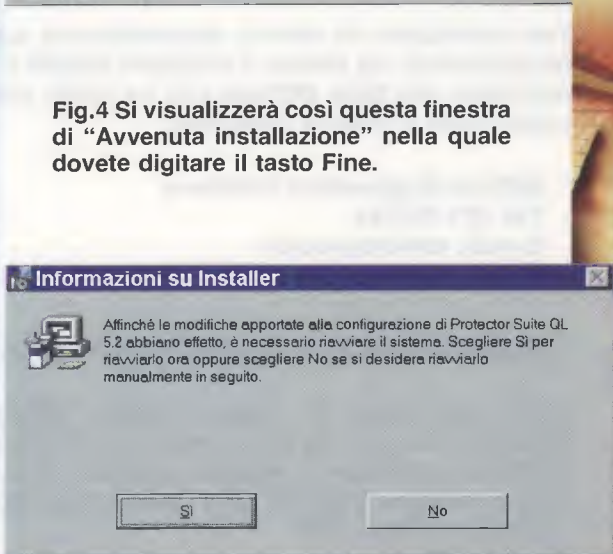 Fig.4 Si visualizzerà così questa finestra
di “Avvenuta installazione” nella quale
dovete digitare il tasto Fine.
Informazioni su Installer
Affinché le modifiche apportate alla configurazione di Protector Suite QL
5.2 abbiano effetto, è necessario riavviare il sistema. Scegliere Sì per
riavviarlo ora oppure scegliere No se si desidera riavviarlo
manualmente in seguito.
Sì
No